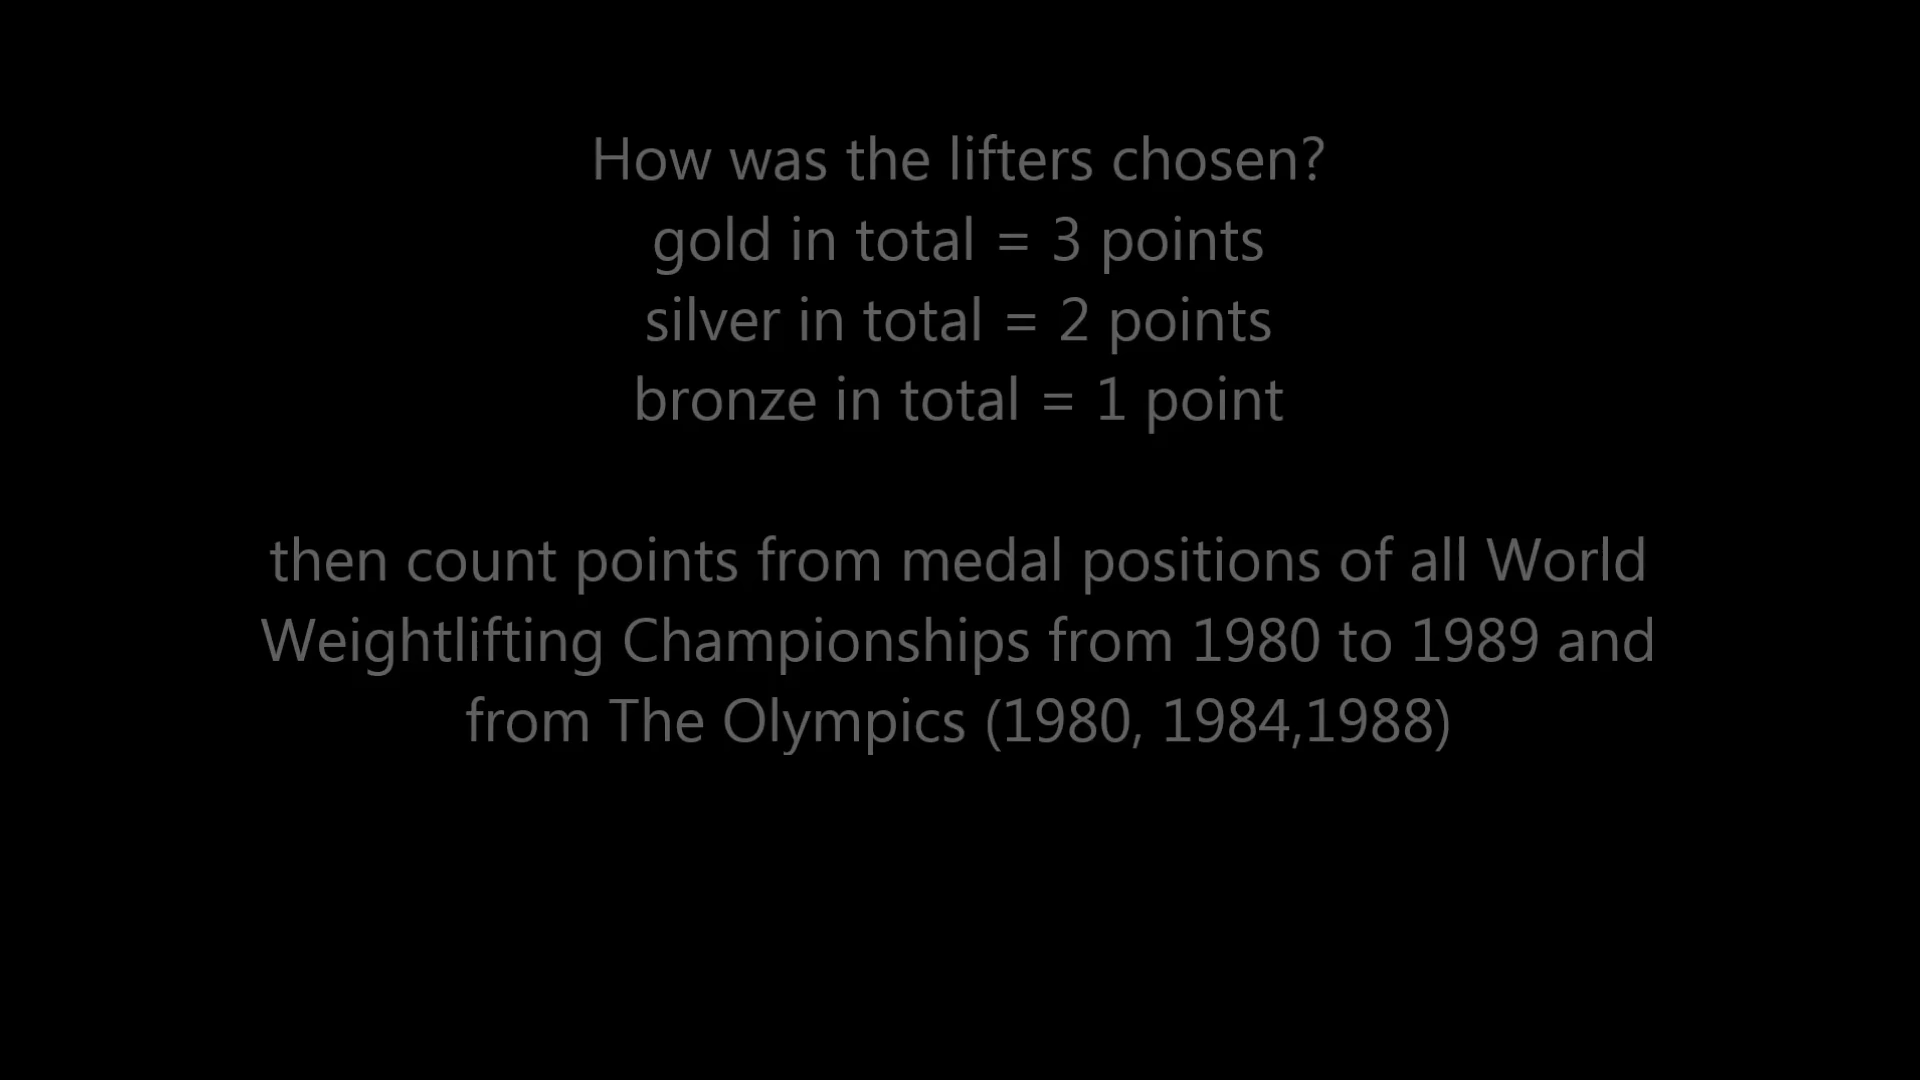 How was the lifters chosen?
gold in total = 3 points
silver in total = 2 points
bronze in total = 1 point
then count points from medal positions of all World
Weightlifting Championships from 1980 to 1989 and
from The Olympics (1980, 1984,1988)